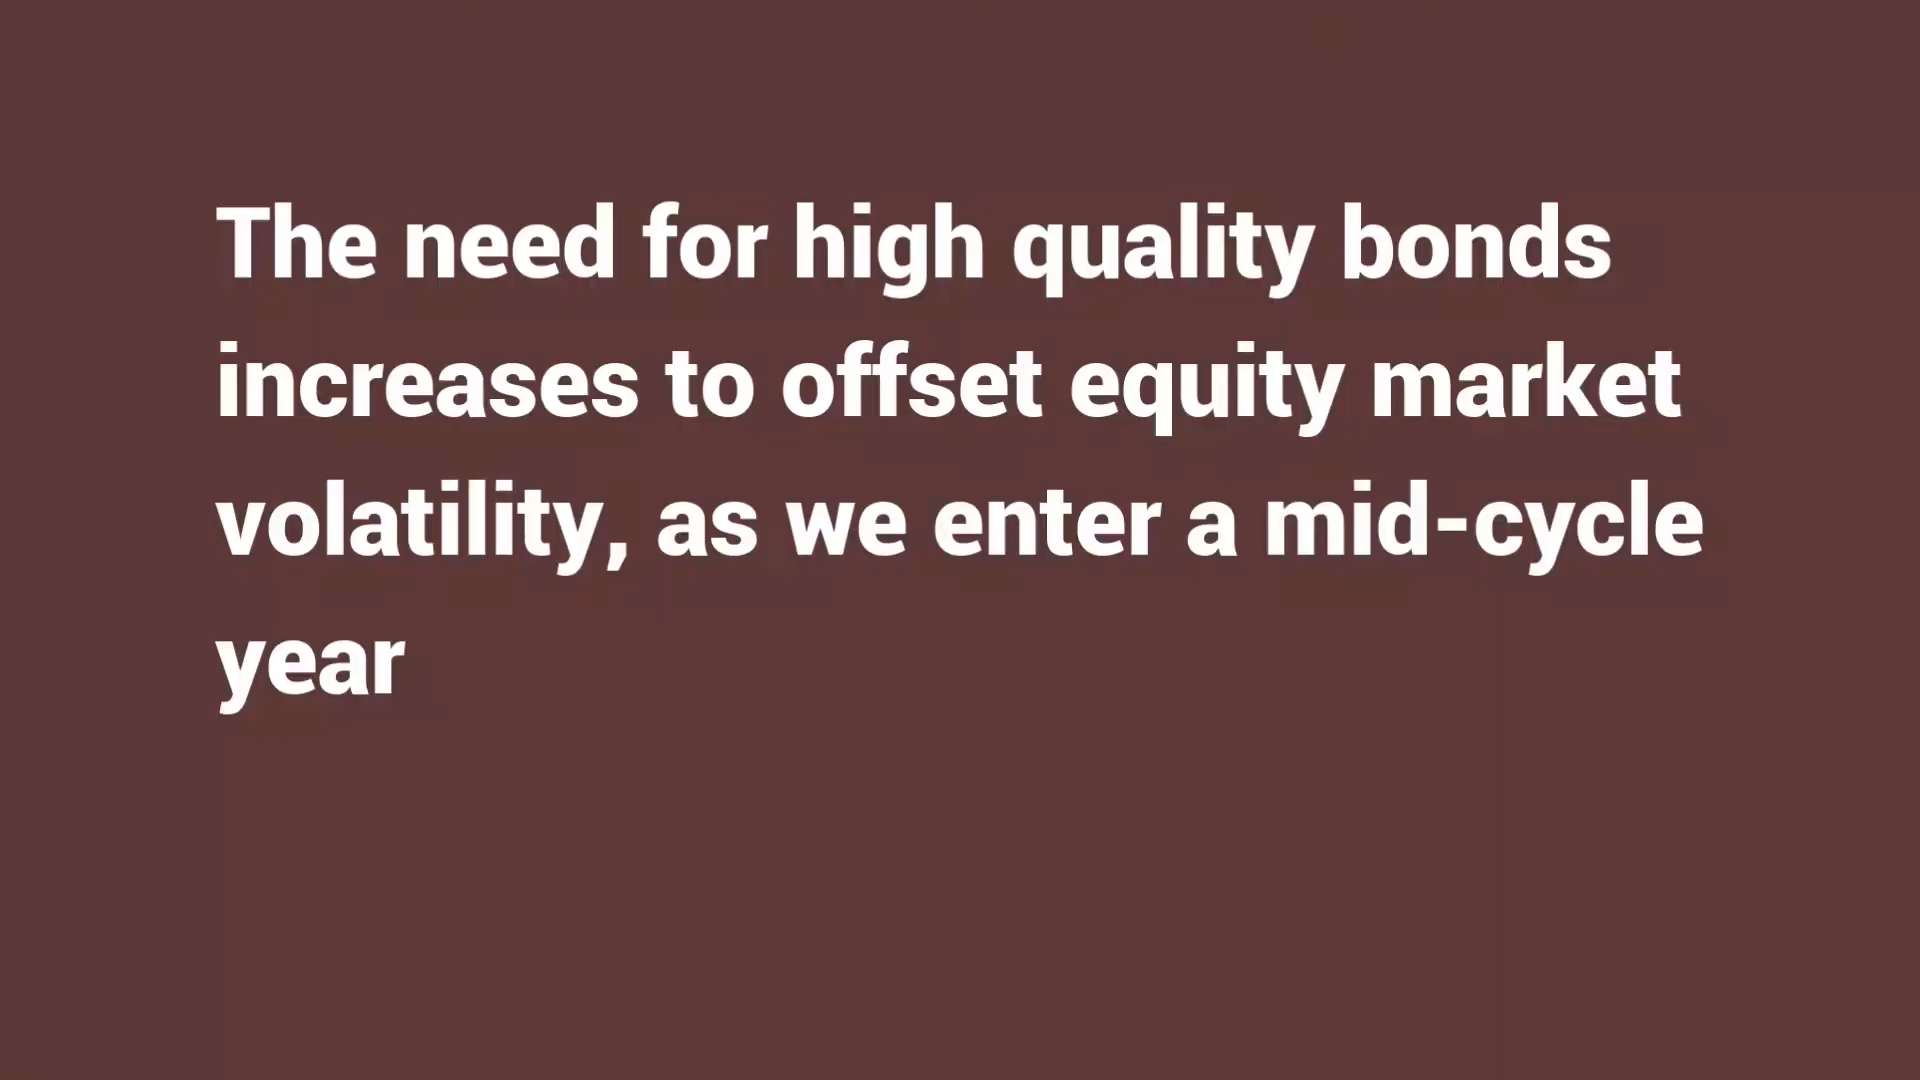 The need for high quality bonds
increases to offset equity market
volatility, as we enter a mid-cycle
year